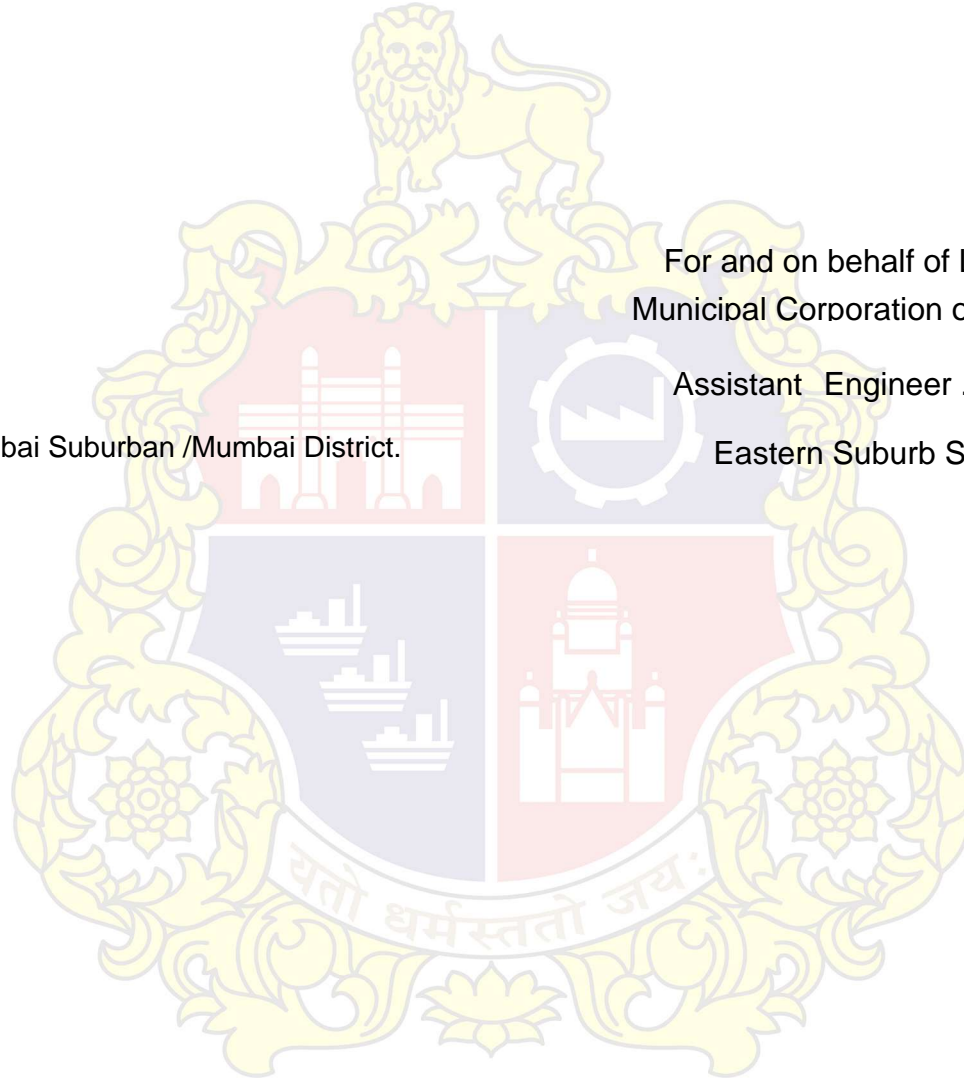 For and on behalf of
Municipal Corporation
Assistant Engineer
bai Suburban /Mumbai District.
Eastern Suburb S
यतो धर्मस्ततो जय: